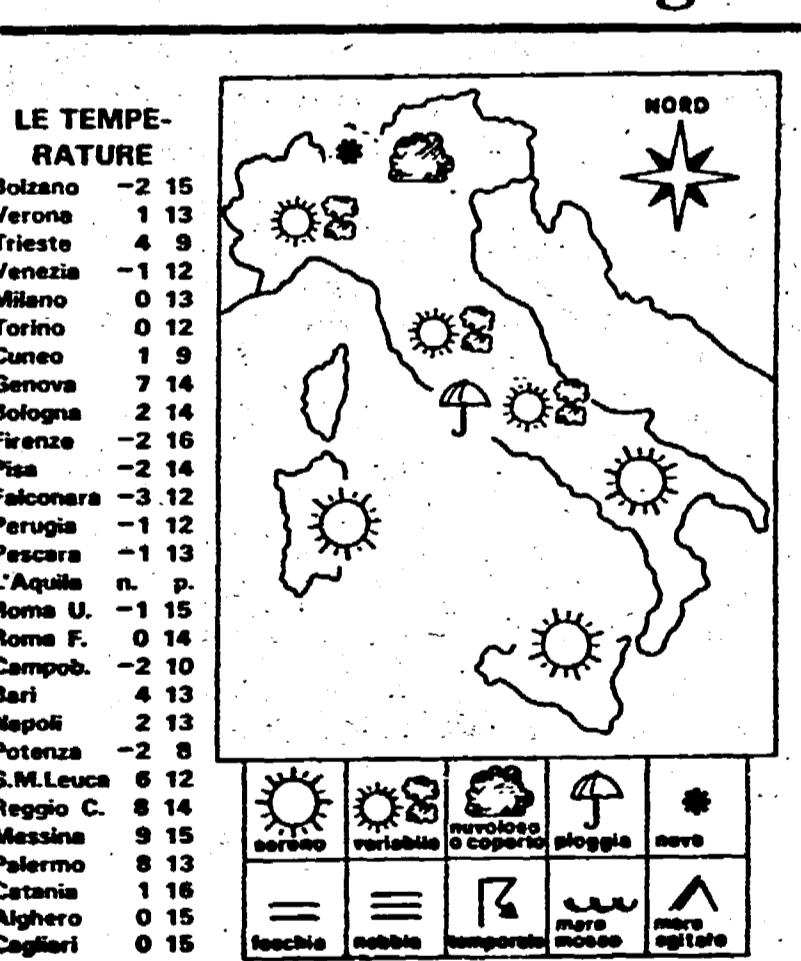 LE TEMPE-
RATURE
Bolzano -2 15
Verona 1 13
Trieste 4 9
Venezia -1 12
Milano 0 13
Torino 0 12
Cuneo 1 9
Genova 7 14
Bologna 2 14
Firenze -2 16
Pisa -2 14
Falconara -3 12
Perugia -1 12
Pescara -1 13
L'Aquila n. p.
Roma U. -1 15
Roma F. 0 14
Campob. -2 10
Bari 4 13
Napoli 2 13
Potenza -2 8
S.M.Leuca 6 12
Reggio C. 8 14
Messina 9 15
Palermo 8 13
Catania 1 16
Alghero 0 15
Cagliari 0 15
NORD
sereno
variabile
nuvoloso
o coperto
pioggia
neve
foschia
nebbia
temporale
mare
mosso
mare
agitato